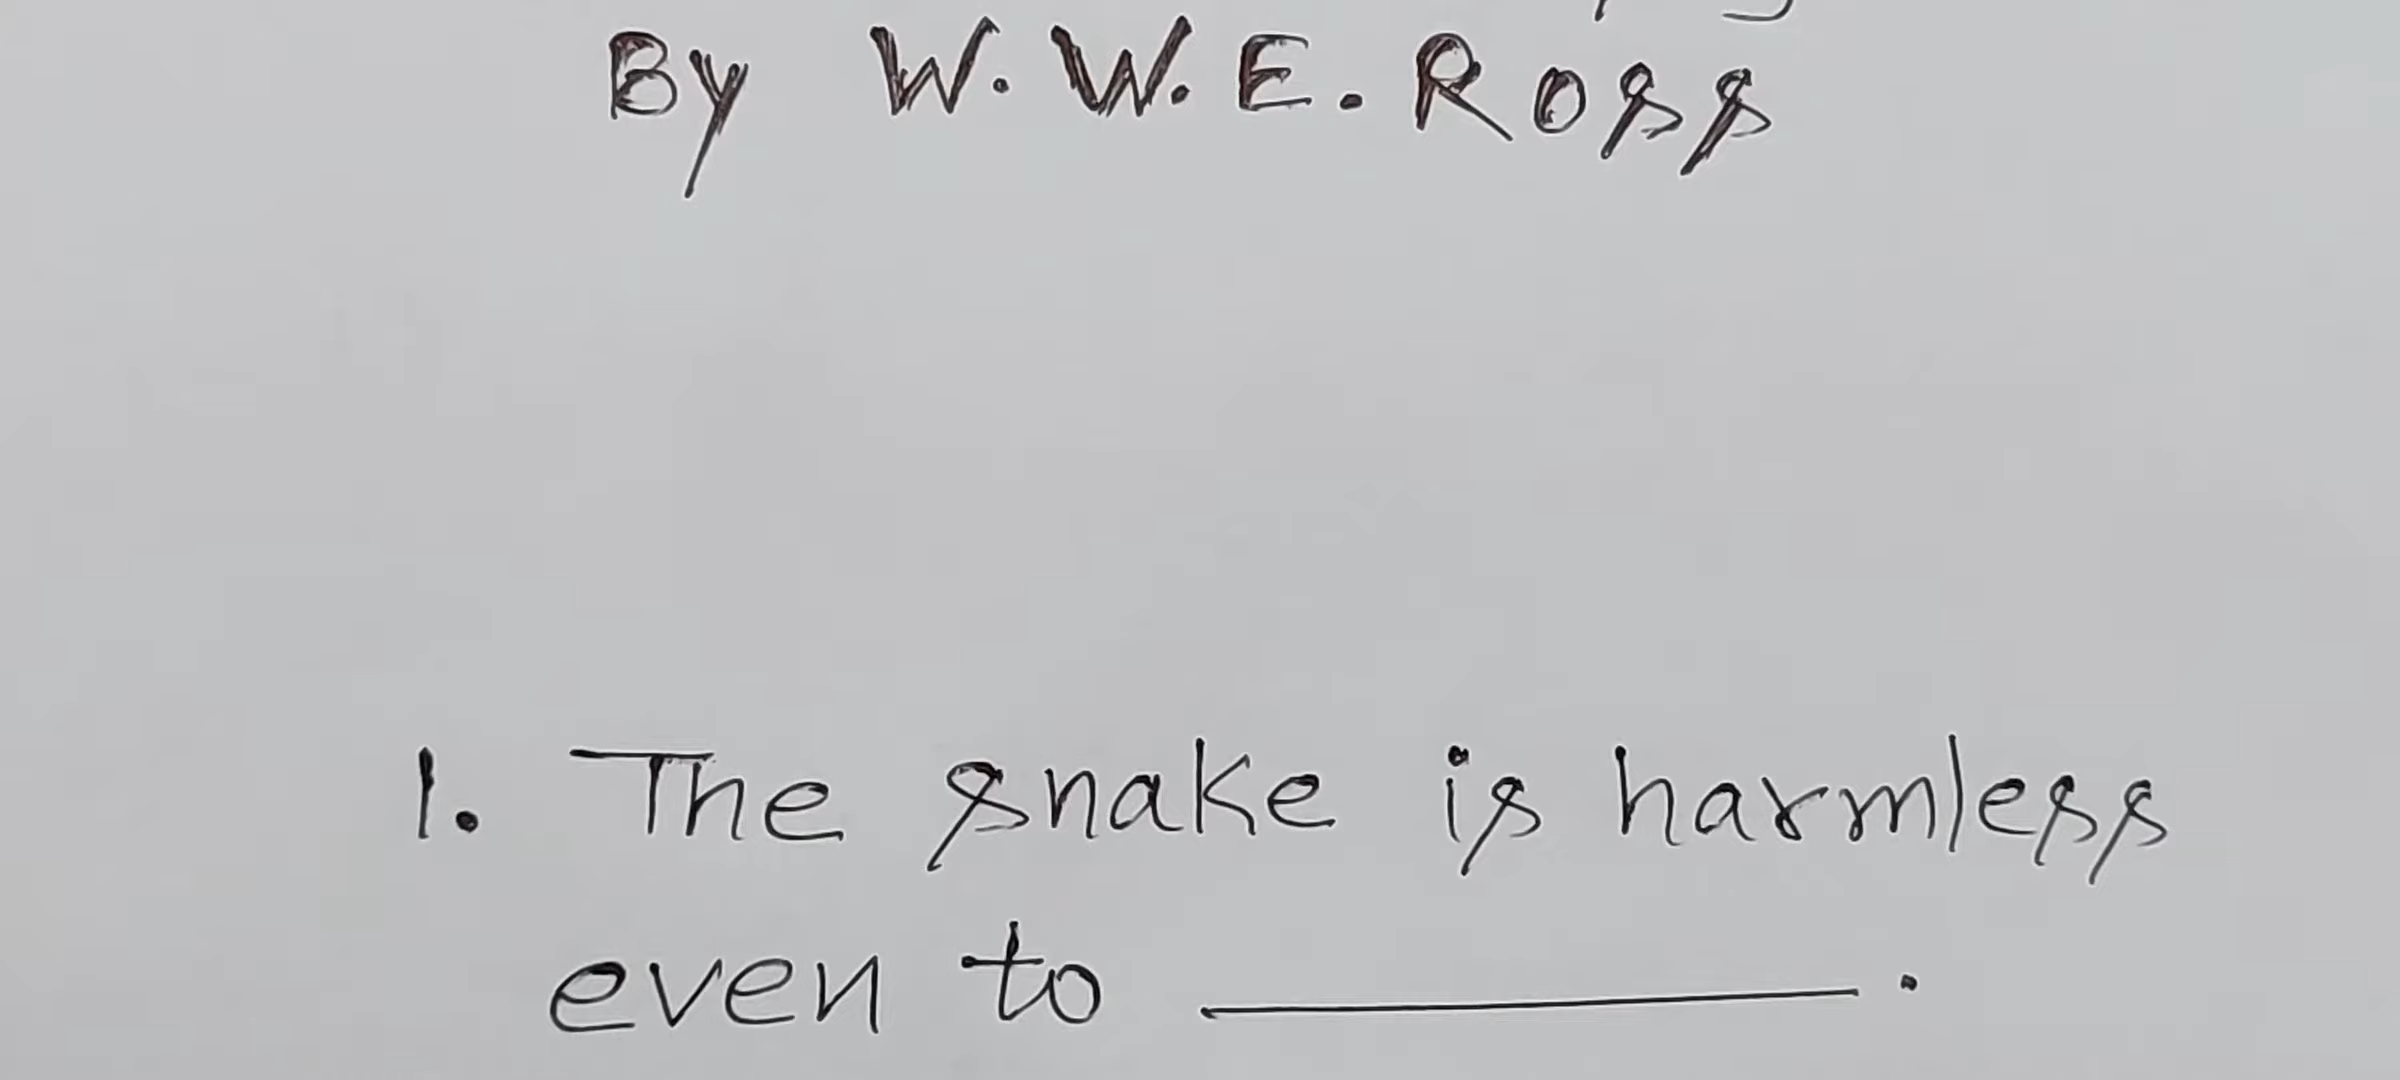 By W. W. E. Ross
1. The snake is harmless
even to ________ .